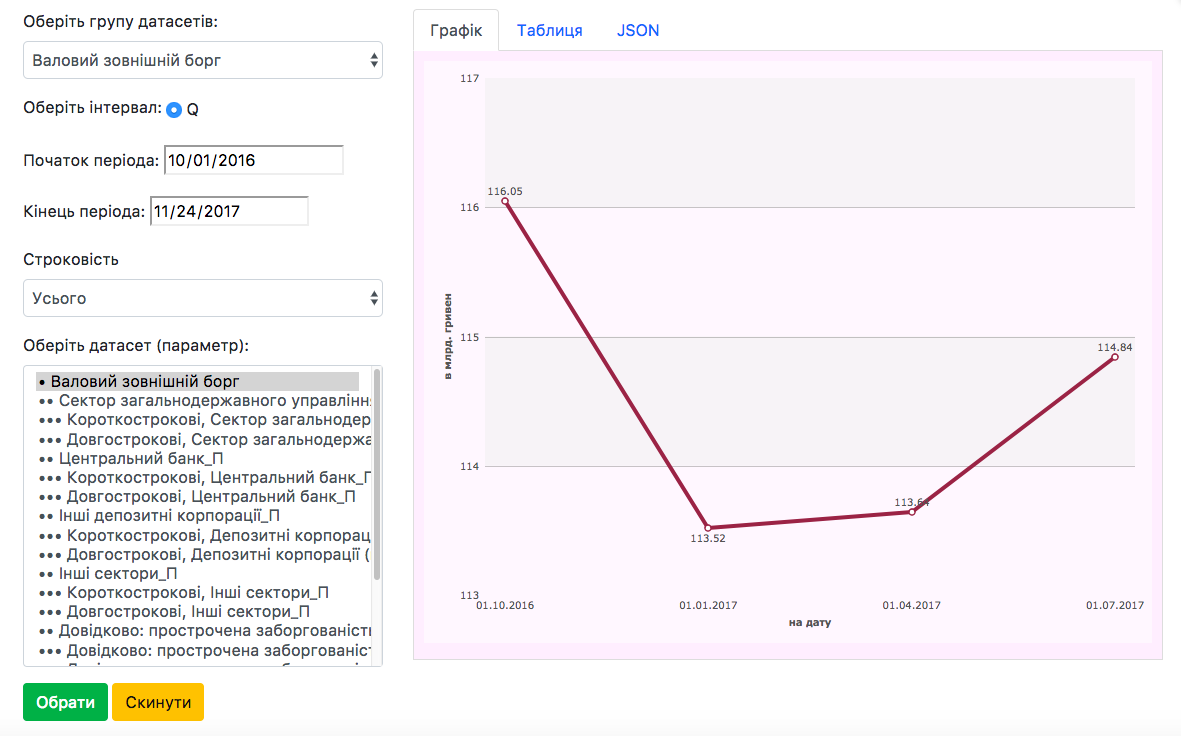 Оберіть групу датасетів:
Валовий зовнішній борг
Оберіть інтервал: Q
Початок періода: 10/01/2016
Кінець періода: 11/24/2017
Строковість
Усього
Оберіть датасет (параметр):
• Валовий зовнішній борг
•• Сектор загальнодержавного управління
••• Короткострокові, Сектор загальнодер
••• Довгострокові, Сектор загальнодержа
•• Центральний банк_П
••• Короткострокові, Центральний банк_П
••• Довгострокові, Центральний банк_П
•• Інші депозитні корпорації_П
••• Короткострокові, Депозитні корпорац
••• Довгострокові, Депозитні корпорації (
•• Інші сектори_П
••• Короткострокові, Інші сектори_П
••• Довгострокові, Інші сектори_П
•• Довідково: прострочена заборгованість
••• Довідково: прострочена заборгованіст
Обрати Скинути
Графік Таблиця JSON
117
116
115
114
113
в млрд. гривен
116.05
113.52
113.64
114.84
01.10.2016 01.01.2017 01.04.2017 01.07.2017
на дату